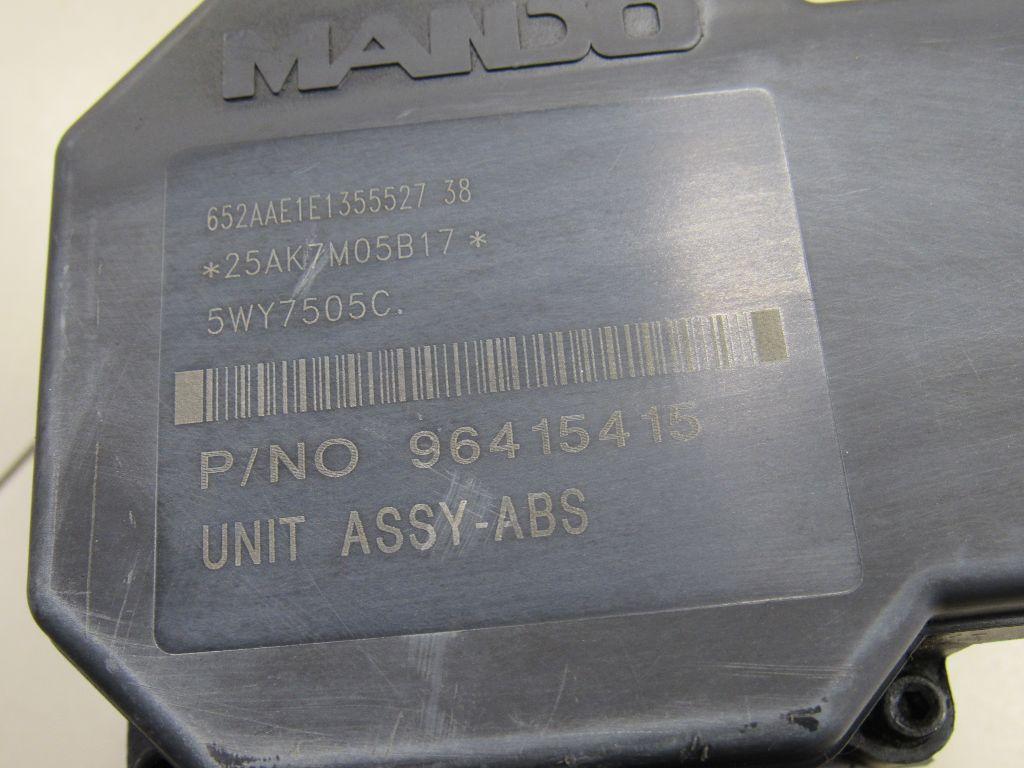 MANDO
652AAE1E1355527 38
*25AK7M05B17*
5WY7505C.
P/NO 96415415
UNIT ASSY-ABS